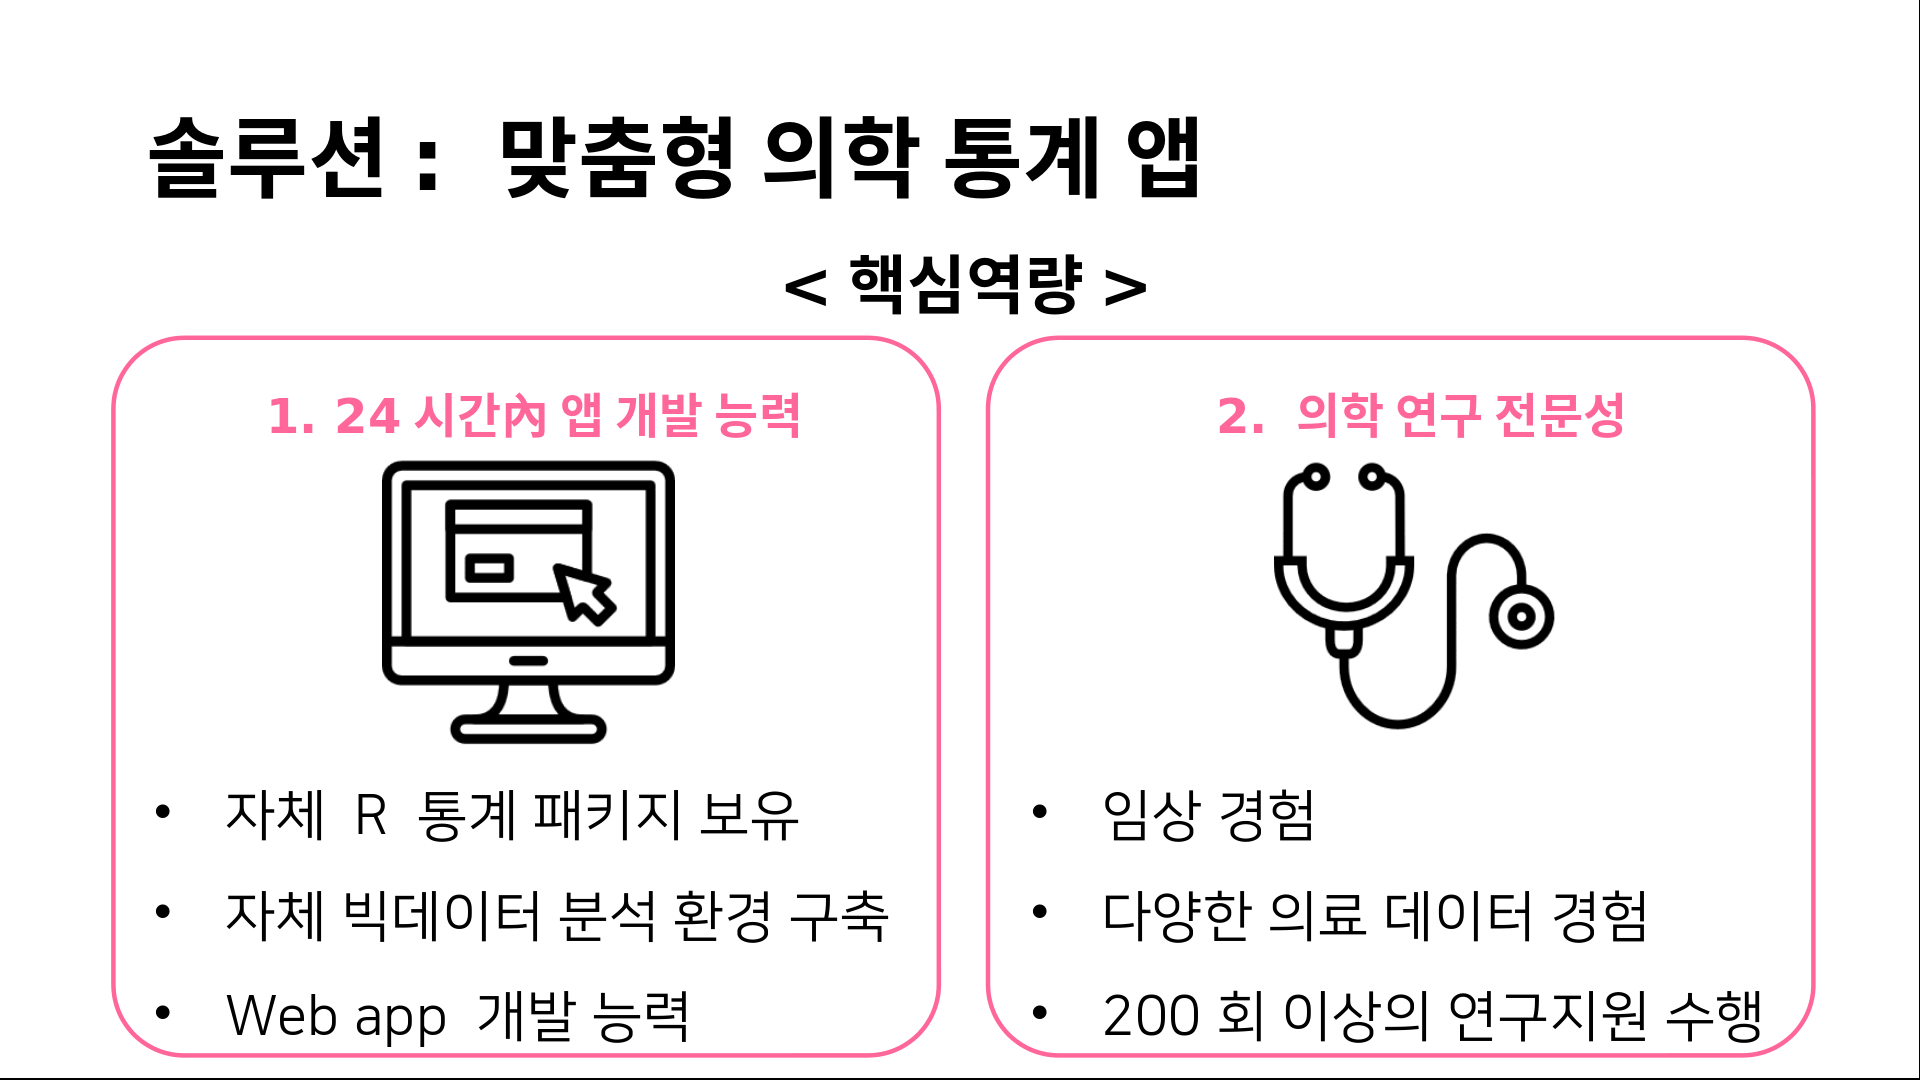 솔루션 : 맞춤형 의학 통계 앱
< 핵심역량 >
1. 24 시간內 앱 개발 능력
• 자체 R 통계 패키지 보유
• 자체 빅데이터 분석 환경 구축
• Web app 개발 능력
2. 의학 연구 전문성
• 임상 경험
• 다양한 의료 데이터 경험
• 200 회 이상의 연구지원 수행